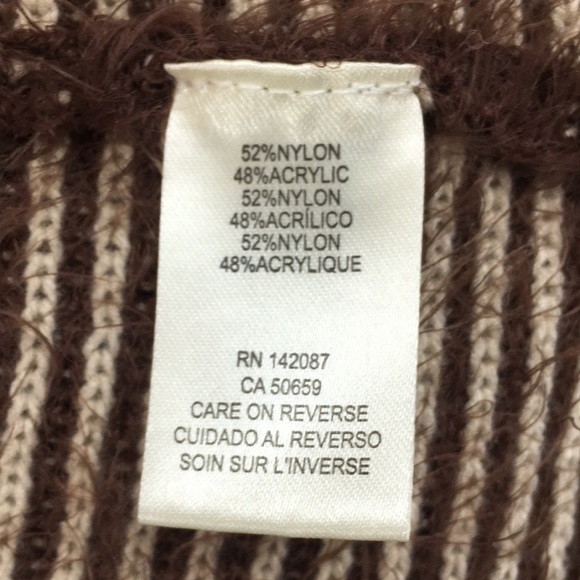 52%NYLON
48%ACRYLIC
52%NYLON
48%ACRÍLICO
52%NYLON
48%ACRYLIQUE
RN 142087
CA 50659
CARE ON REVERSE
CUIDADO AL REVERSO
SOIN SUR L'INVERSE